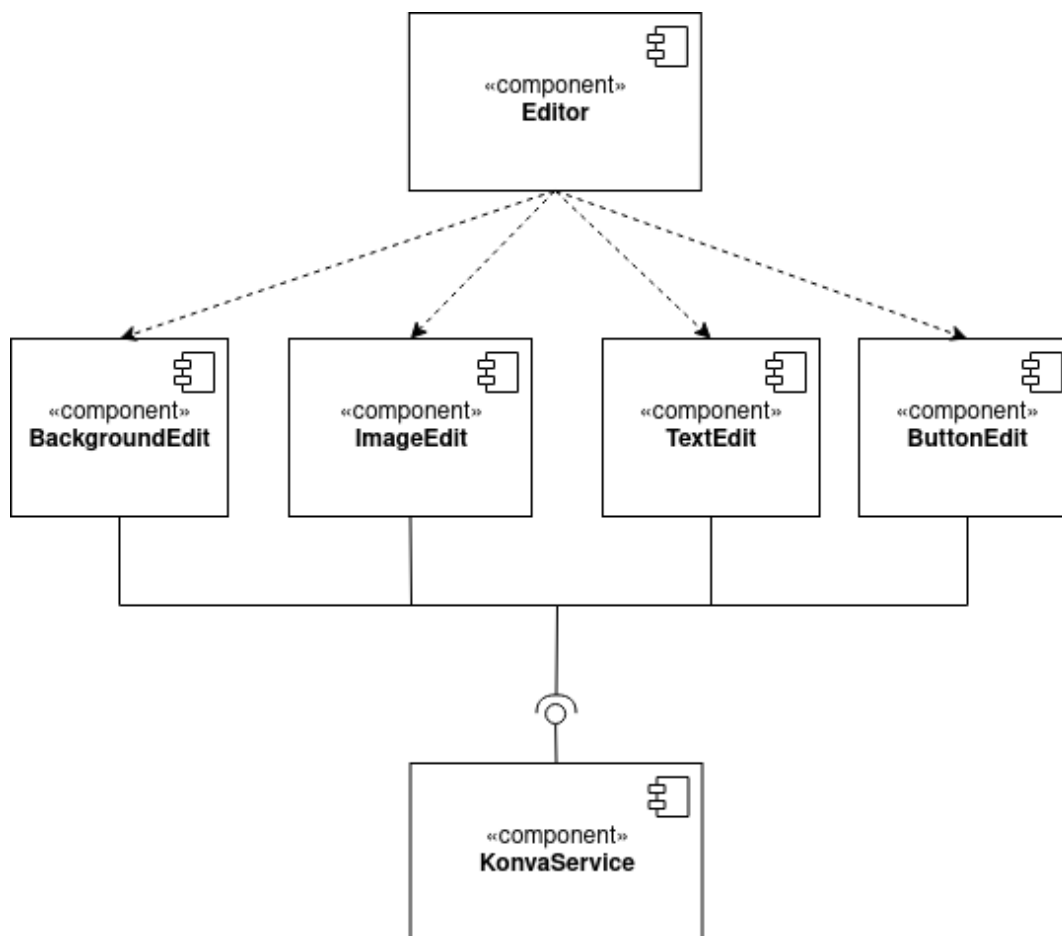 «component»
Editor
«component»
BackgroundEdit
«component»
ImageEdit
«component»
TextEdit
«component»
ButtonEdit
«component»
KonvaService